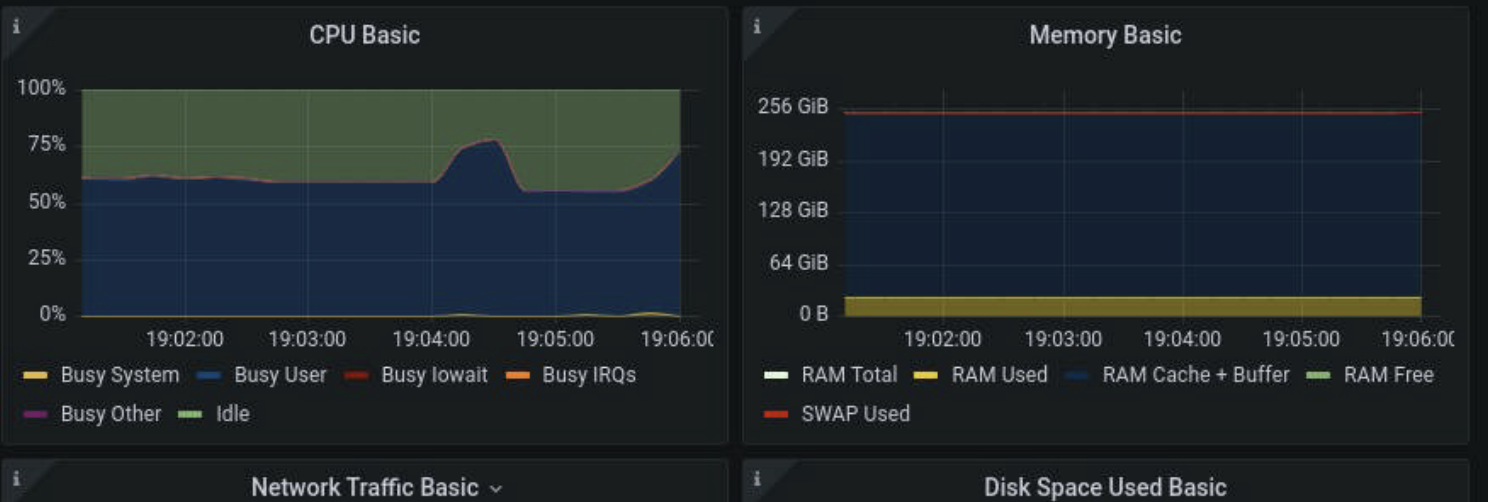 i
CPU Basic
100%
75%
50%
25%
0%
19:02:00 19:03:00 19:04:00 19:05:00 19:06:0
Busy System Busy User Busy Iowait Busy IRQs
Busy Other Idle
i
Memory Basic
256 GiB
192 GiB
128 GiB
64 GiB
0 B
19:02:00 19:03:00 19:04:00 19:05:00 19:06:0
RAM Total RAM Used RAM Cache + Buffer RAM Free
SWAP Used
i
Network Traffic Basic
i
Disk Space Used Basic